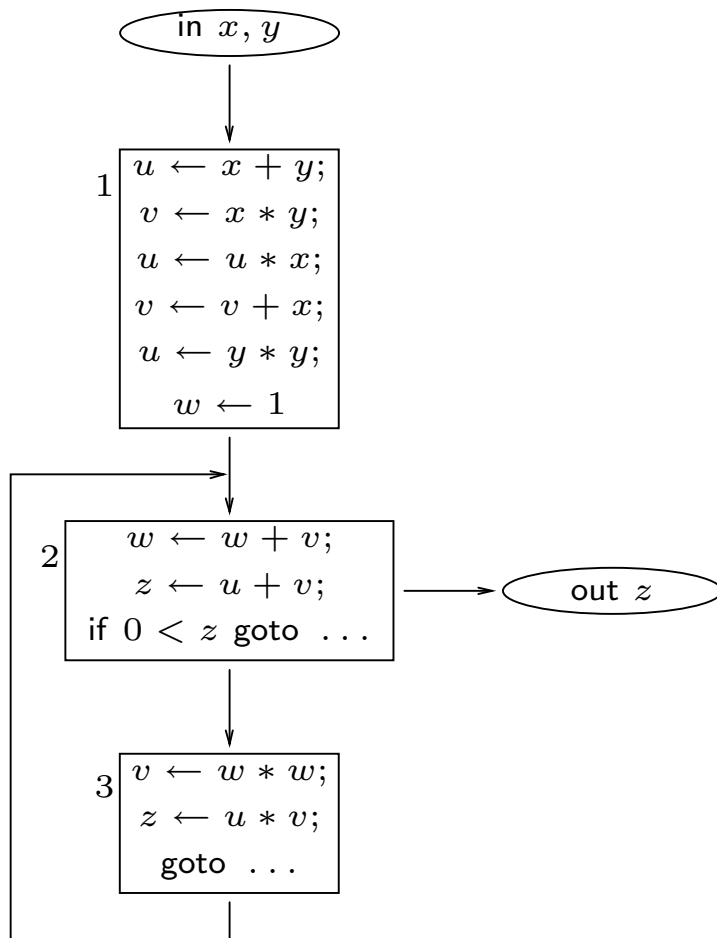 in x, y
1
u ← x + y;
v ← x ∗ y;
u ← u ∗ x;
v ← v + x;
u ← y ∗ y;
w ← 1
2
w ← w + v;
z ← u + v;
if 0 < z goto ...
out z
3
v ← w ∗ w;
z ← u ∗ v;
goto ...